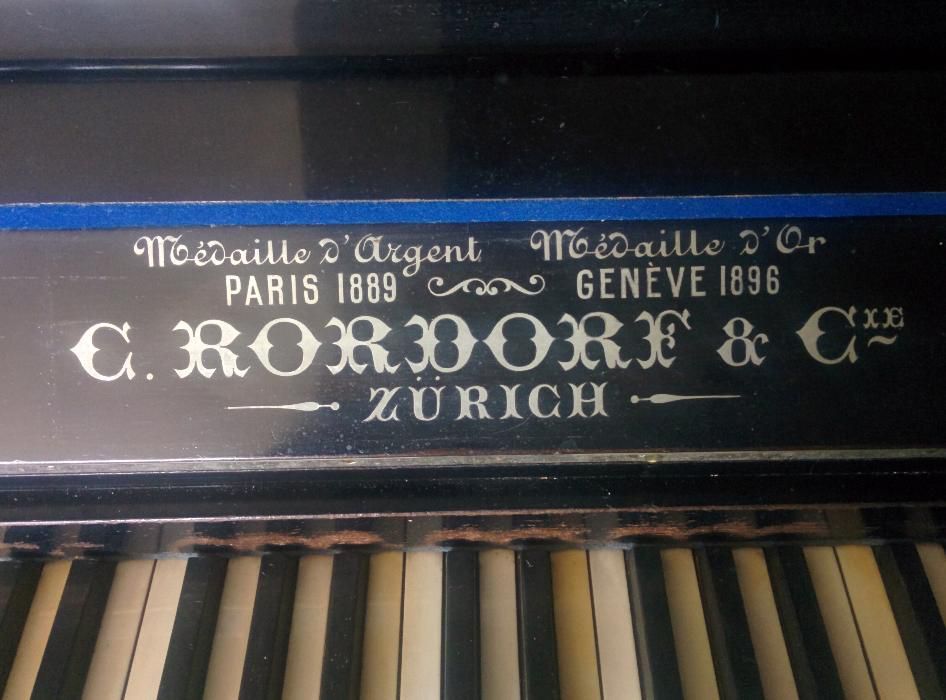 Médaille d'Argent Médaille d'Or
PARIS 1889 GENÈVE 1896
C. RORDORF & CIE
ZÜRICH